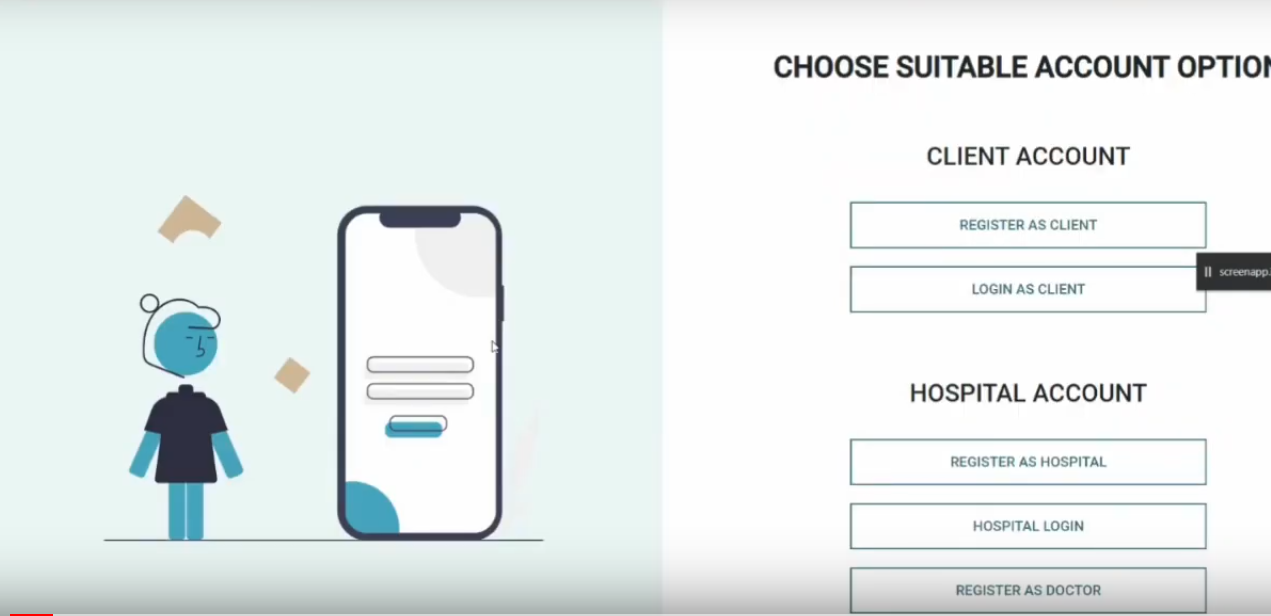 CHOOSE SUITABLE ACCOUNT OPTION
CLIENT ACCOUNT
REGISTER AS CLIENT
LOGIN AS CLIENT
screenapp.
HOSPITAL ACCOUNT
REGISTER AS HOSPITAL
HOSPITAL LOGIN
REGISTER AS DOCTOR